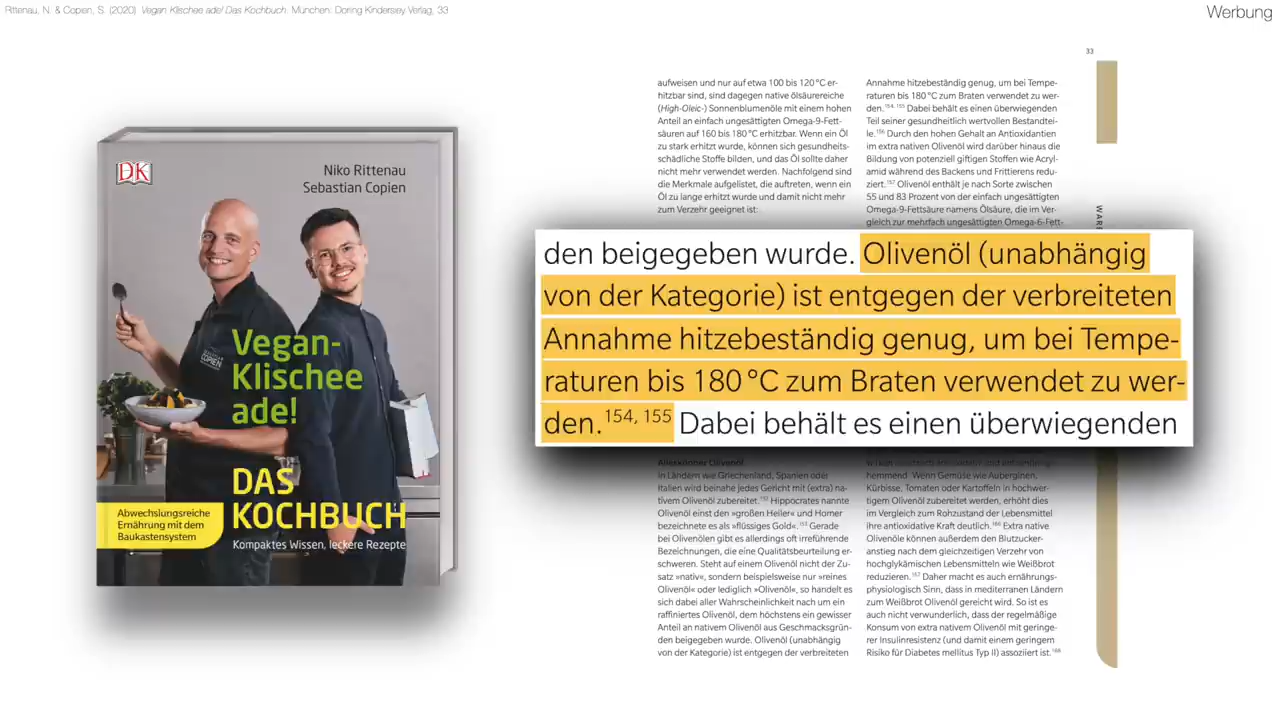 Rittenau, N. & Copien, S. (2020) Vegan Klischee ade! Das Kochbuch. München: Doring Kindersley Verlag, 33
Werbung
DK
Niko Rittenau
Sebastian Copien
COPIEN
Vegan-
Klischee
ade!
DAS
KOCHBUCH
Kompaktes Wissen, leckere Rezepte
Abwechslungsreiche
Ernährung mit dem
Baukastensystem
33
aufweisen und nur auf etwa 100 bis 120 °C er-
hitzbar sind, sind dagegen native ölsäurereiche
(High-Oleic-) Sonnenblumenöle mit einem hohen
Anteil an einfach ungesättigten Omega-9-Fett-
säuren auf 160 bis 180 °C erhitzbar. Wenn ein Öl
zu stark erhitzt wurde, können sich gesundheits-
schädliche Stoffe bilden, und das Öl sollte daher
nicht mehr verwendet werden. Nachfolgend sind
die Merkmale aufgelistet, die auftreten, wenn ein
Öl zu lange erhitzt wurde und damit nicht mehr
zum Verzehr geeignet ist:
den beigegeben wurde. Olivenöl (unabhängig
von der Kategorie) ist entgegen der verbreiteten
Annahme hitzebeständig genug, um bei Tempe-
raturen bis 180 °C zum Braten verwendet zu wer-
den.154, 155 Dabei behält es einen überwiegenden
Alleskönner Olivenöl
In Ländern wie Griechenland, Spanien oder
Italien wird beinahe jedes Gericht mit (extra) na-
tivem Olivenöl zubereitet.152 Hippocrates nannte
Olivenöl einst den »großen Heiler« und Homer
bezeichnete es als »flüssiges Gold«.153 Gerade
bei Olivenölen gibt es allerdings oft irreführende
Bezeichnungen, die eine Qualitätsbeurteilung er-
schweren. Steht auf einem Olivenöl nicht der Zu-
satz »nativ«, sondern beispielsweise nur »reines
Olivenöl« oder lediglich »Olivenöl«, so handelt es
sich dabei aller Wahrscheinlichkeit nach um ein
raffiniertes Olivenöl, dem höchstens ein gewisser
Anteil an nativem Olivenöl aus Geschmacksgrün-
den beigegeben wurde. Olivenöl (unabhängig
von der Kategorie) ist entgegen der verbreiteten
Annahme hitzebeständig genug, um bei Tempe-
raturen bis 180 °C zum Braten verwendet zu wer-
den.154, 155 Dabei behält es einen überwiegenden
Teil seiner gesundheitlich wertvollen Bestandtei-
le.156 Durch den hohen Gehalt an Antioxidantien
im extra nativen Olivenöl wird darüber hinaus die
Bildung von potenziell giftigen Stoffen wie Acryl-
amid während des Backens und Frittierens redu-
ziert.157 Olivenöl enthält je nach Sorte zwischen
55 und 83 Prozent von der einfach ungesättigten
Omega-9-Fettsäure namens Ölsäure, die im Ver-
gleich zur mehrfach ungesättigten Omega-6-Fett-
hemmend. Wenn Gemüse wie Auberginen,
Kürbisse, Tomaten oder Kartoffeln in hochwer-
tigem Olivenöl zubereitet werden, erhöht dies
im Vergleich zum Rohzustand der Lebensmittel
ihre antioxidative Kraft deutlich.166 Extra native
Olivenöle können außerdem den Blutzucker-
anstieg nach dem gleichzeitigen Verzehr von
hochglykämischen Lebensmitteln wie Weißbrot
reduzieren.167 Daher macht es auch ernährungs-
physiologisch Sinn, dass in mediterranen Ländern
zum Weißbrot Olivenöl gereicht wird. So ist es
auch nicht verwunderlich, dass der regelmäßige
Konsum von extra nativem Olivenöl mit geringe-
rer Insulinresistenz (und damit einem geringern
Risiko für Diabetes mellitus Typ II) assoziiert ist.168